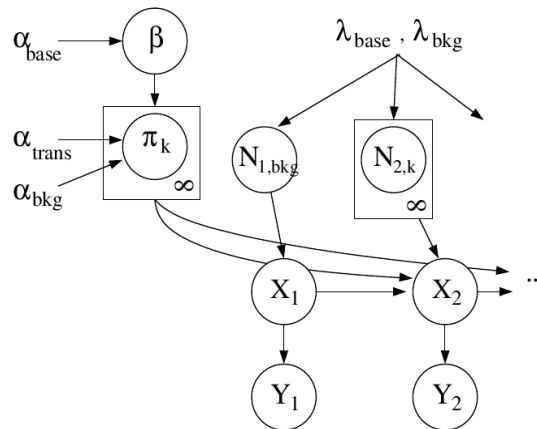 α_base β λ_base , λ_bkg
α_trans π_k N_1,bkg N_2,k
α_bkg ∞ ∞
X_1 X_2 ..
Y_1 Y_2